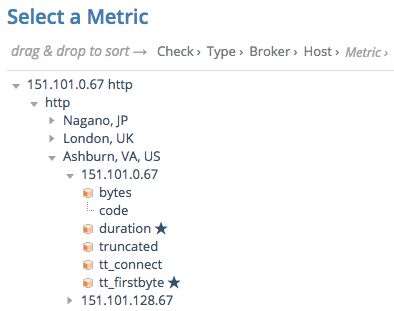 Select a Metric
drag & drop to sort → Check › Type › Broker › Host › Metric ›
151.101.0.67 http
http
Nagano, JP
London, UK
Ashburn, VA, US
151.101.0.67
bytes
code
duration ★
truncated
tt_connect
tt_firstbyte ★
151.101.128.67